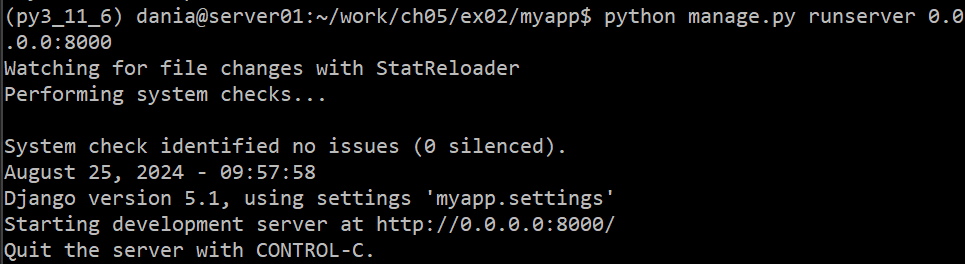 (py3_11_6) dania@server01:~/work/ch05/ex02/myapp$ python manage.py runserver 0.0
.0.0:8000
Watching for file changes with StatReloader
Performing system checks...

System check identified no issues (0 silenced).
August 25, 2024 - 09:57:58
Django version 5.1, using settings 'myapp.settings'
Starting development server at http://0.0.0.0:8000/
Quit the server with CONTROL-C.